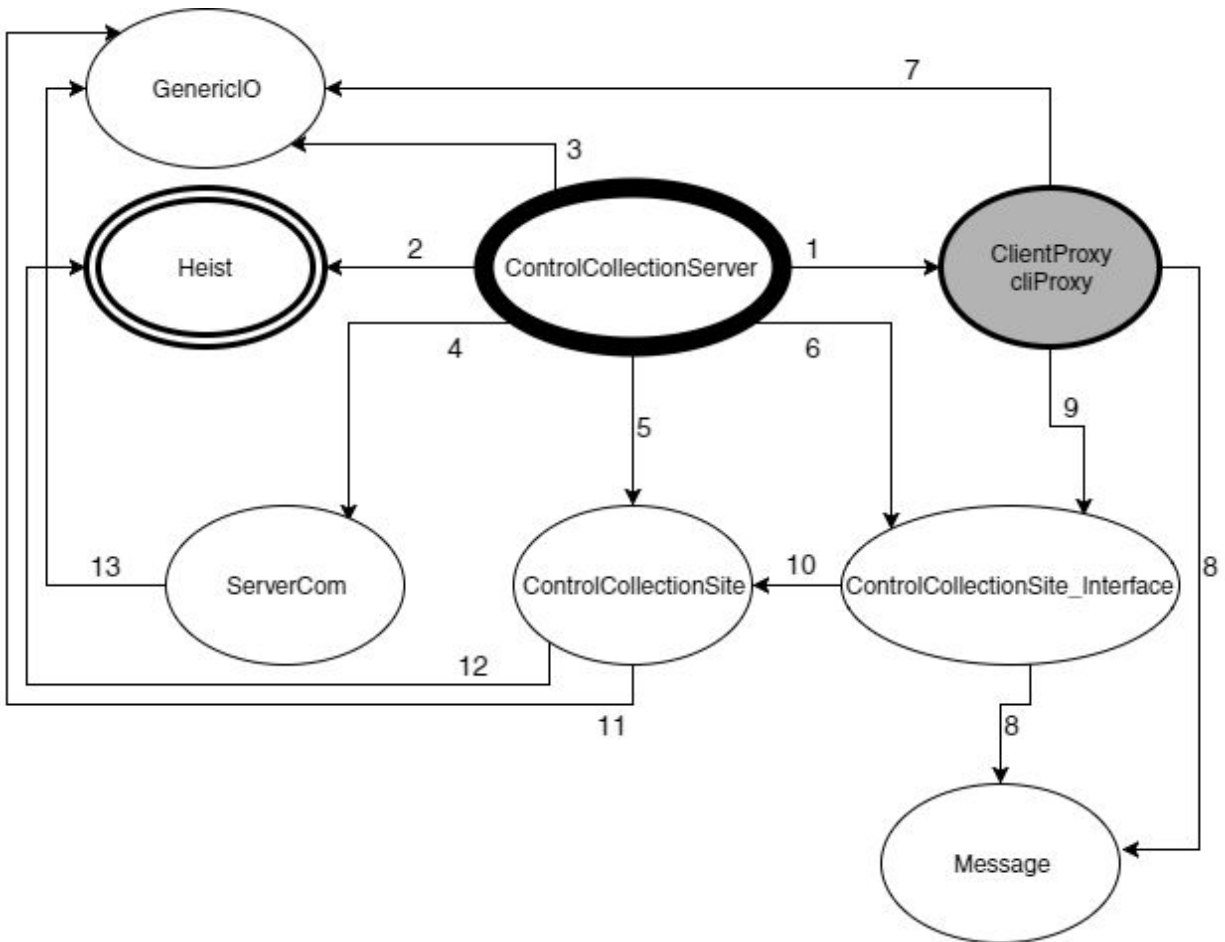 GenericIO
7
3
Heist
2
ControlCollectionServer
1
ClientProxy
cliProxy
4
6
5
9
13
ServerCom
ControlCollectionSite
10
ControlCollectionSite_Interface
8
12
11
8
Message